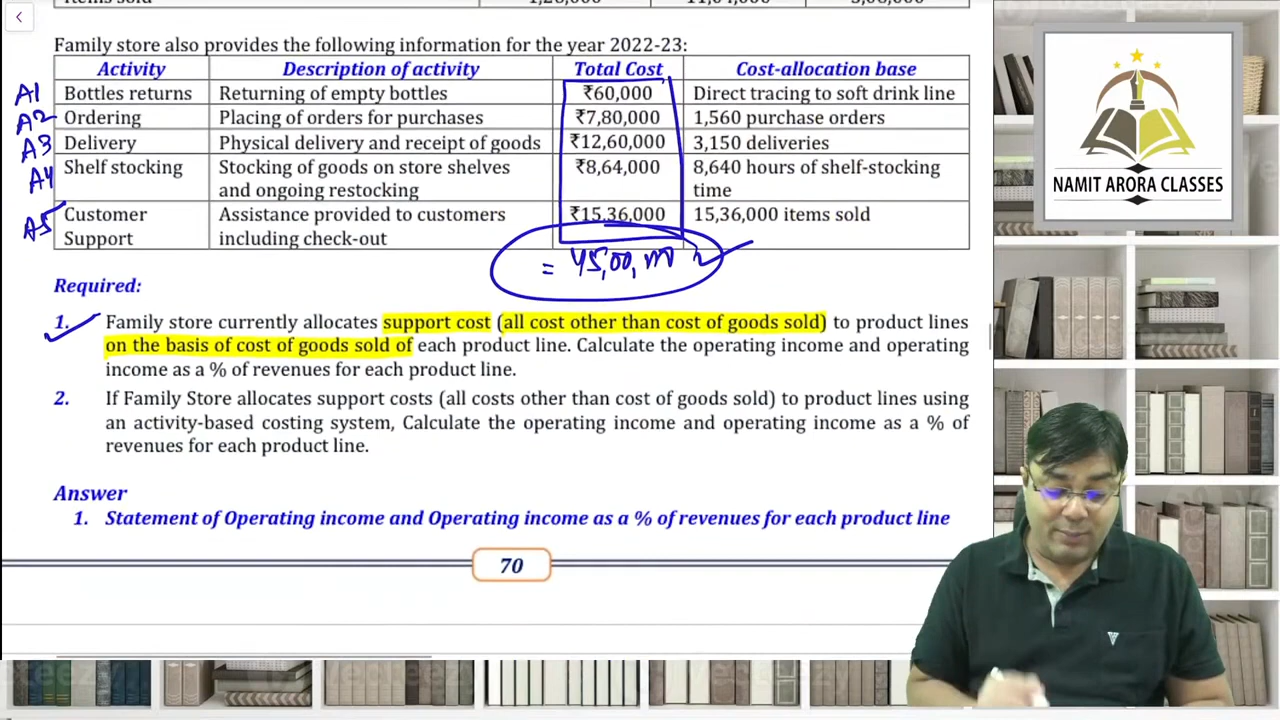 Family store also provides the following information for the year 2022-23:
Activity Description of activity Total Cost Cost-allocation base
A1 Bottles returns Returning of empty bottles ₹60,000 Direct tracing to soft drink line
A2 Ordering Placing of orders for purchases ₹7,80,000 1,560 purchase orders
A3 Delivery Physical delivery and receipt of goods ₹12,60,000 3,150 deliveries
A4 Shelf stocking Stocking of goods on store shelves ₹8,64,000 8,640 hours of shelf-stocking
and ongoing restocking time
A5 Customer Assistance provided to customers ₹15,36,000 15,36,000 items sold
Support including check-out
= 45,00,000
Required:
1. Family store currently allocates support cost (all cost other than cost of goods sold) to product lines
on the basis of cost of goods sold of each product line. Calculate the operating income and operating
income as a % of revenues for each product line.
2. If Family Store allocates support costs (all costs other than cost of goods sold) to product lines using
an activity-based costing system, Calculate the operating income and operating income as a % of
revenues for each product line.
Answer
1. Statement of Operating income and Operating income as a % of revenues for each product line
70
NAMIT ARORA CLASSES